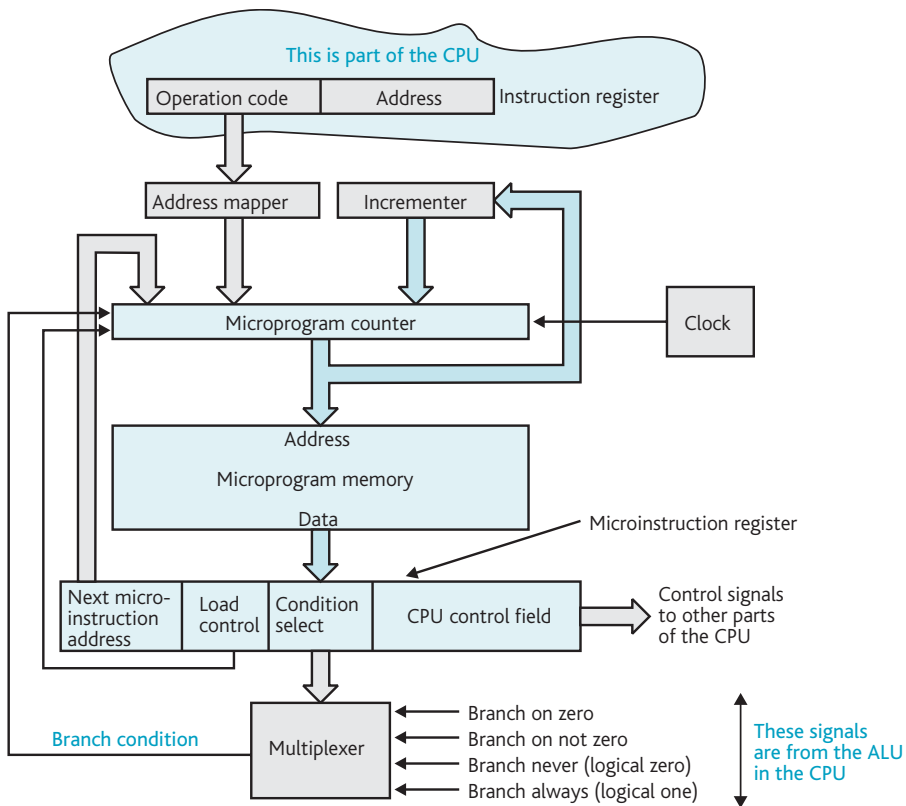 This is part of the CPU
Operation code
Address
Instruction register
Address mapper
Incrementer
Microprogram counter
Clock
Address
Microprogram memory
Data
Microinstruction register
Next micro-
instruction
address
Load
control
Condition
select
CPU control field
Control signals
to other parts
of the CPU
Branch condition
Multiplexer
Branch on zero
Branch on not zero
Branch never (logical zero)
Branch always (logical one)
These signals
are from the ALU
in the CPU